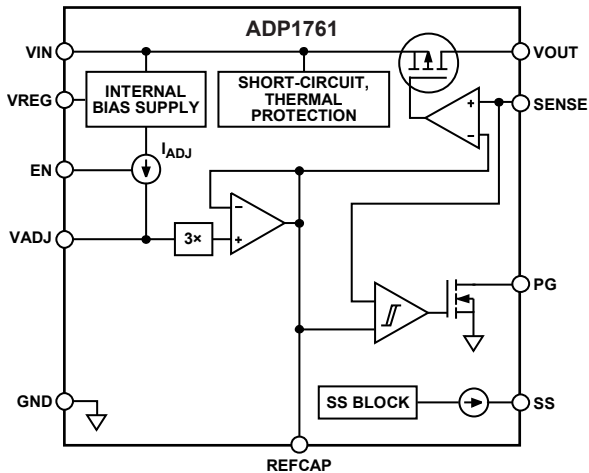 ADP1761
VIN
VOUT
VREG
INTERNAL
BIAS SUPPLY
SHORT-CIRCUIT,
THERMAL
PROTECTION
+
−
SENSE
IADJ
EN
VADJ
3×
−
+
PG
GND
SS BLOCK
SS
REFCAP